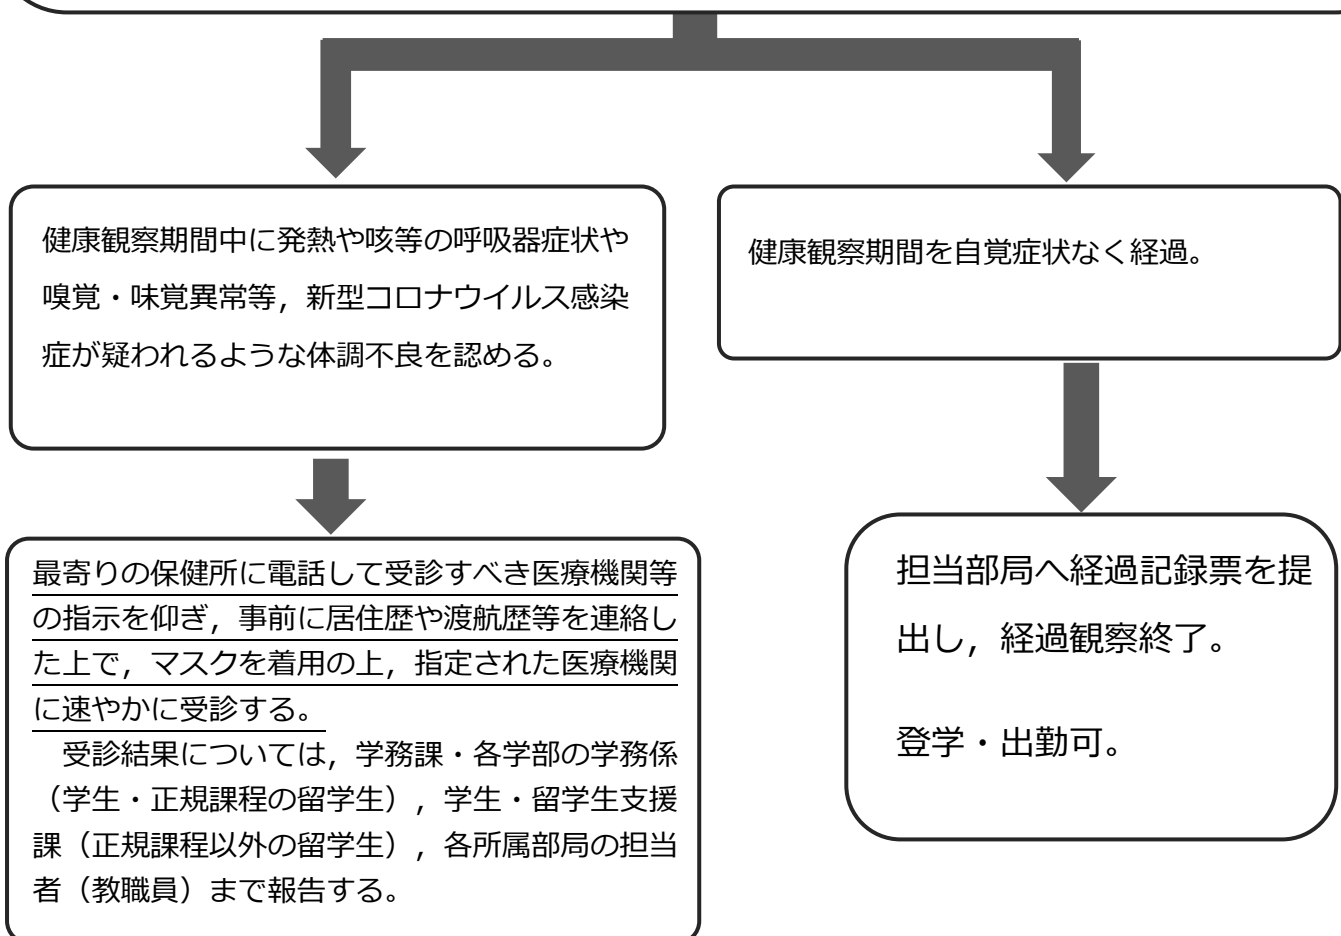 健康観察期間中に発熱や咳等の呼吸器症状や
嗅覚・味覚異常等，新型コロナウイルス感染
症が疑われるような体調不良を認める。
健康観察期間を自覚症状なく経過。
最寄りの保健所に電話して受診すべき医療機関等
の指示を仰ぎ，事前に居住歴や渡航歴等を連絡し
た上で，マスクを着用の上，指定された医療機関
に速やかに受診する。
　受診結果については，学務課・各学部の学務係
（学生・正規課程の留学生），学生・留学生支援
課（正規課程以外の留学生），各所属部局の担当
者（教職員）まで報告する。
担当部局へ経過記録票を提
出し，経過観察終了。
登学・出勤可。